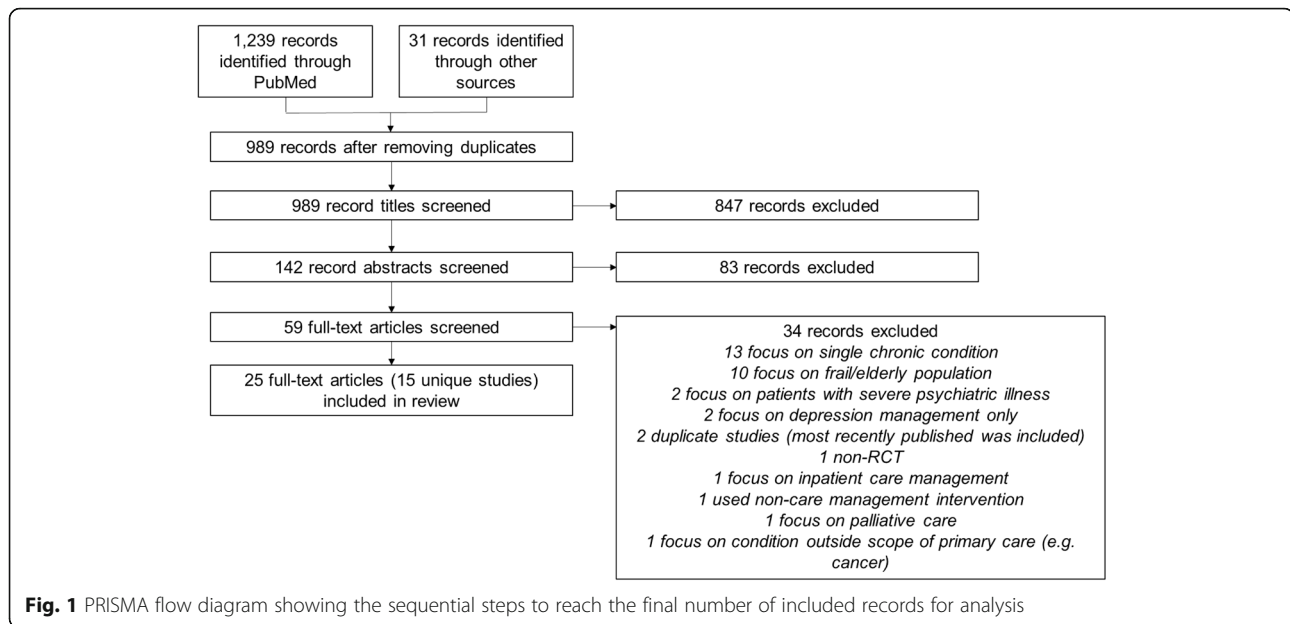 1,239 records
identified through
PubMed
31 records identified
through other
sources
989 records after removing duplicates
989 record titles screened
847 records excluded
142 record abstracts screened
83 records excluded
59 full-text articles screened
34 records excluded
13 focus on single chronic condition
10 focus on frail/elderly population
2 focus on patients with severe psychiatric illness
2 focus on depression management only
2 duplicate studies (most recently published was included)
1 non-RCT
1 focus on inpatient care management
1 used non-care management intervention
1 focus on palliative care
1 focus on condition outside scope of primary care (e.g.
cancer)
25 full-text articles (15 unique studies)
included in review
Fig. 1 PRISMA flow diagram showing the sequential steps to reach the final number of included records for analysis